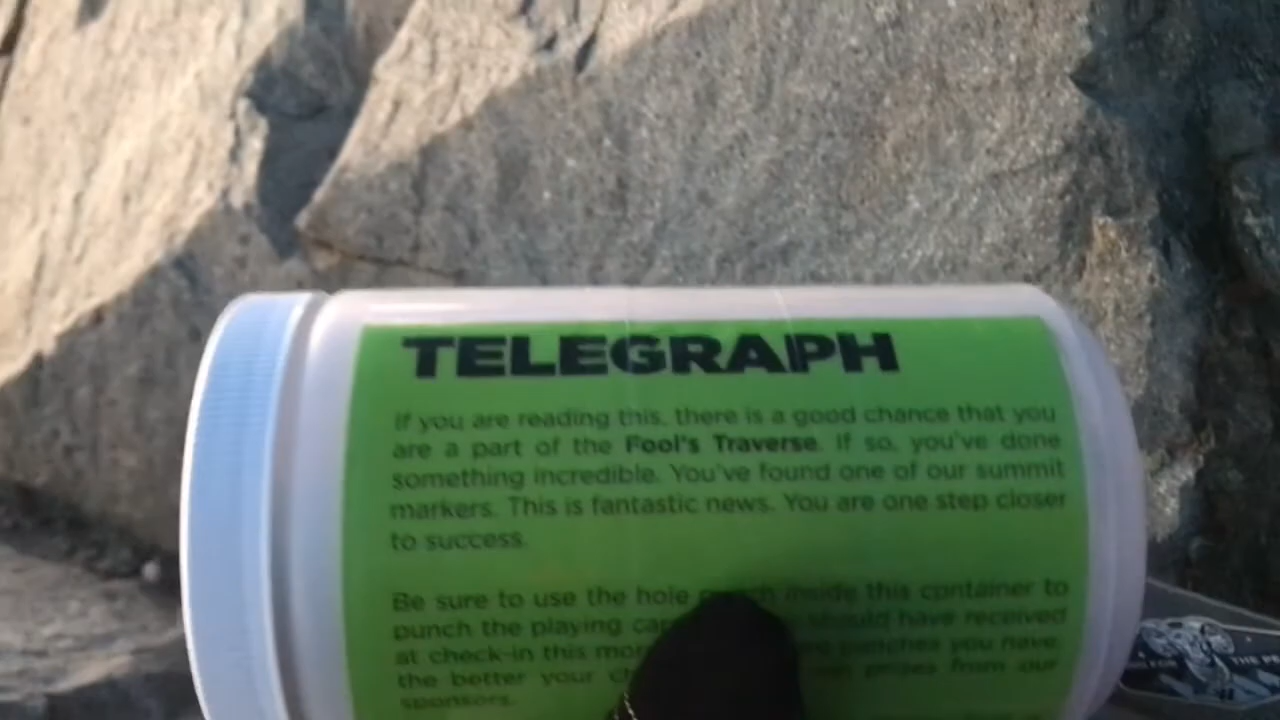 TELEGRAPH
If you are reading this, there is a good chance that you
are a part of the Fool's Traverse. If so, you've done
something incredible. You've found one of our summit
markers. This is fantastic news. You are one step closer
to success.
Be sure to use the hole inside this container to
punch the playing should have received
at check-in this punches you have,
the better your prizes from our
sponsors.
THE